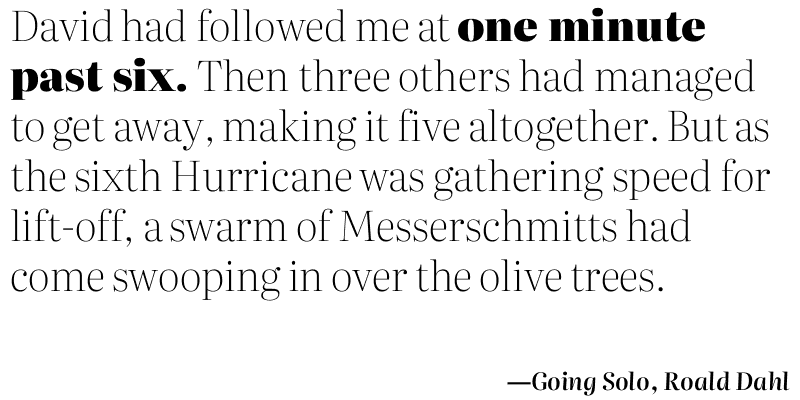 David had followed me at one minute
past six. Then three others had managed
to get away, making it five altogether. But as
the sixth Hurricane was gathering speed for
lift-off, a swarm of Messerschmitts had
come swooping in over the olive trees.
—Going Solo, Roald Dahl